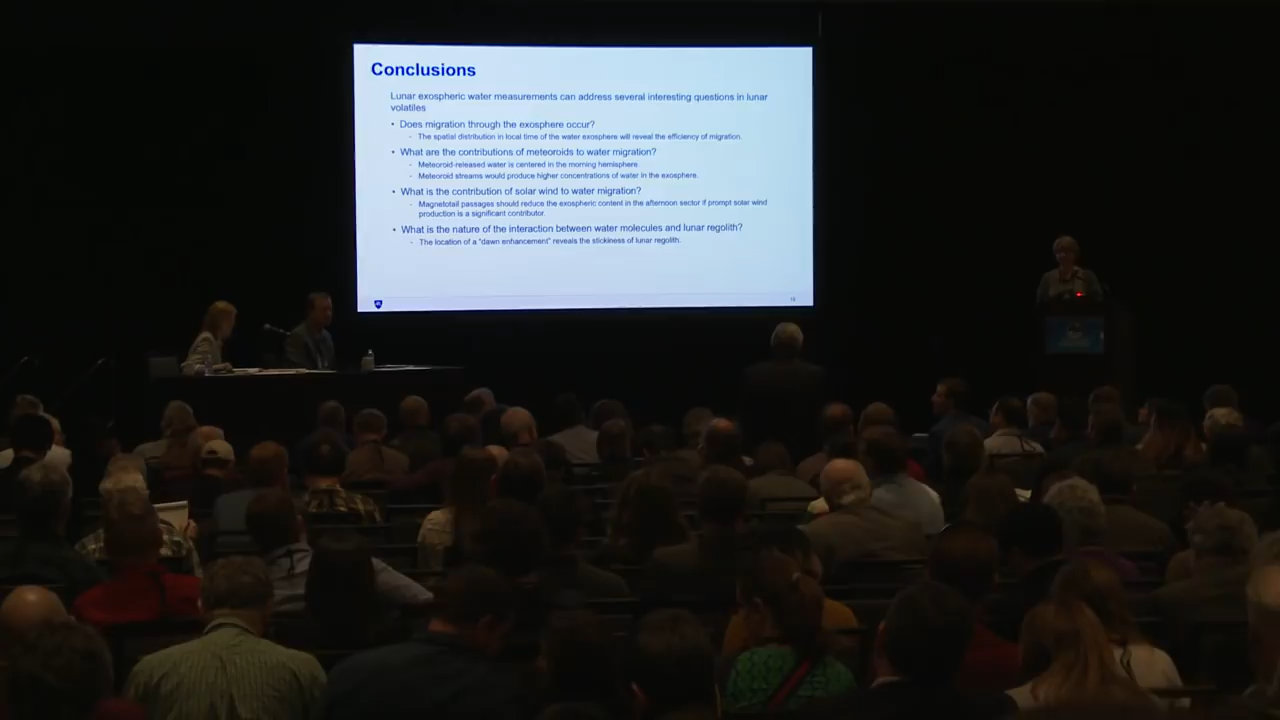 Conclusions
Lunar exospheric water measurements can address several interesting questions in lunar
volatiles
• Does migration through the exosphere occur?
- The spatial distribution in local time of the water exosphere will reveal the efficiency of migration.
• What are the contributions of meteoroids to water migration?
- Meteoroid-released water is centered in the morning hemisphere.
- Meteoroid streams would produce higher concentrations of water in the exosphere.
• What is the contribution of solar wind to water migration?
- Magnetotail passages should reduce the exospheric content in the afternoon sector if prompt solar wind
production is a significant contributor.
• What is the nature of the interaction between water molecules and lunar regolith?
- The location of a "dawn enhancement" reveals the stickiness of lunar regolith.